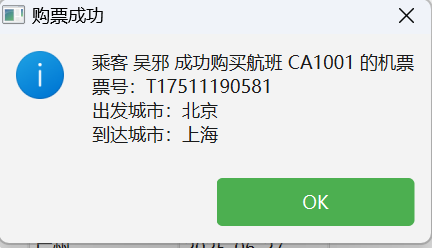 购票成功
乘客 吴邪 成功购买航班 CA1001 的机票
票号：T17511190581
出发城市：北京
到达城市：上海
OK